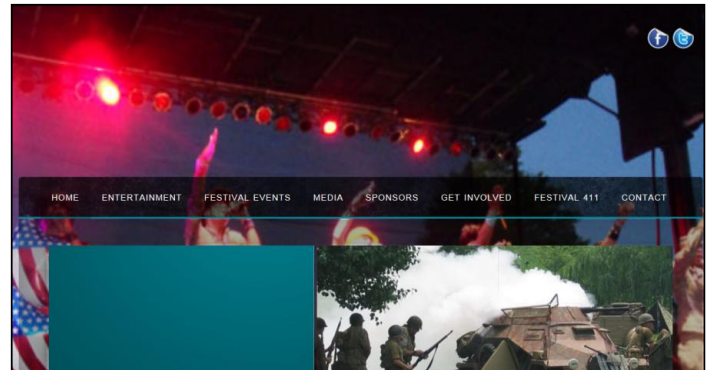 f t
HOME ENTERTAINMENT FESTIVAL EVENTS MEDIA SPONSORS GET INVOLVED FESTIVAL 411 CONTACT